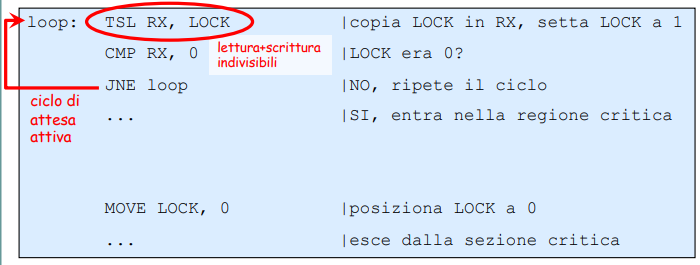 loop: TSL RX, LOCK |copia LOCK in RX, setta LOCK a 1
CMP RX, 0 |LOCK era 0?
lettura+scrittura
indivisibili
JNE loop |NO, ripete il ciclo
ciclo di
attesa
attiva
... |SI, entra nella regione critica
MOVE LOCK, 0 |posiziona LOCK a 0
... |esce dalla sezione critica